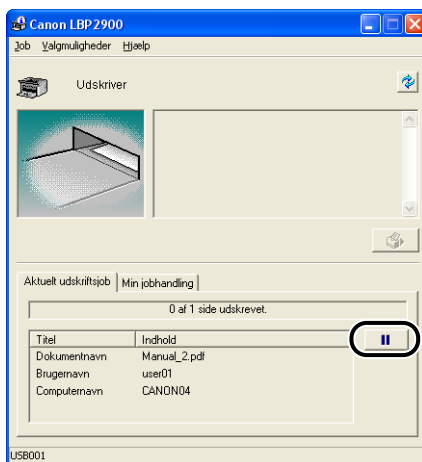 Canon LBP2900
Job Valgmuligheder Hjælp
Udskriver
Aktuelt udskriftsjob Min jobhandling
0 af 1 side udskrevet.
Titel Indhold
Dokumentnavn Manual_2.pdf
Brugernavn user01
Computernavn CANON04
USB001